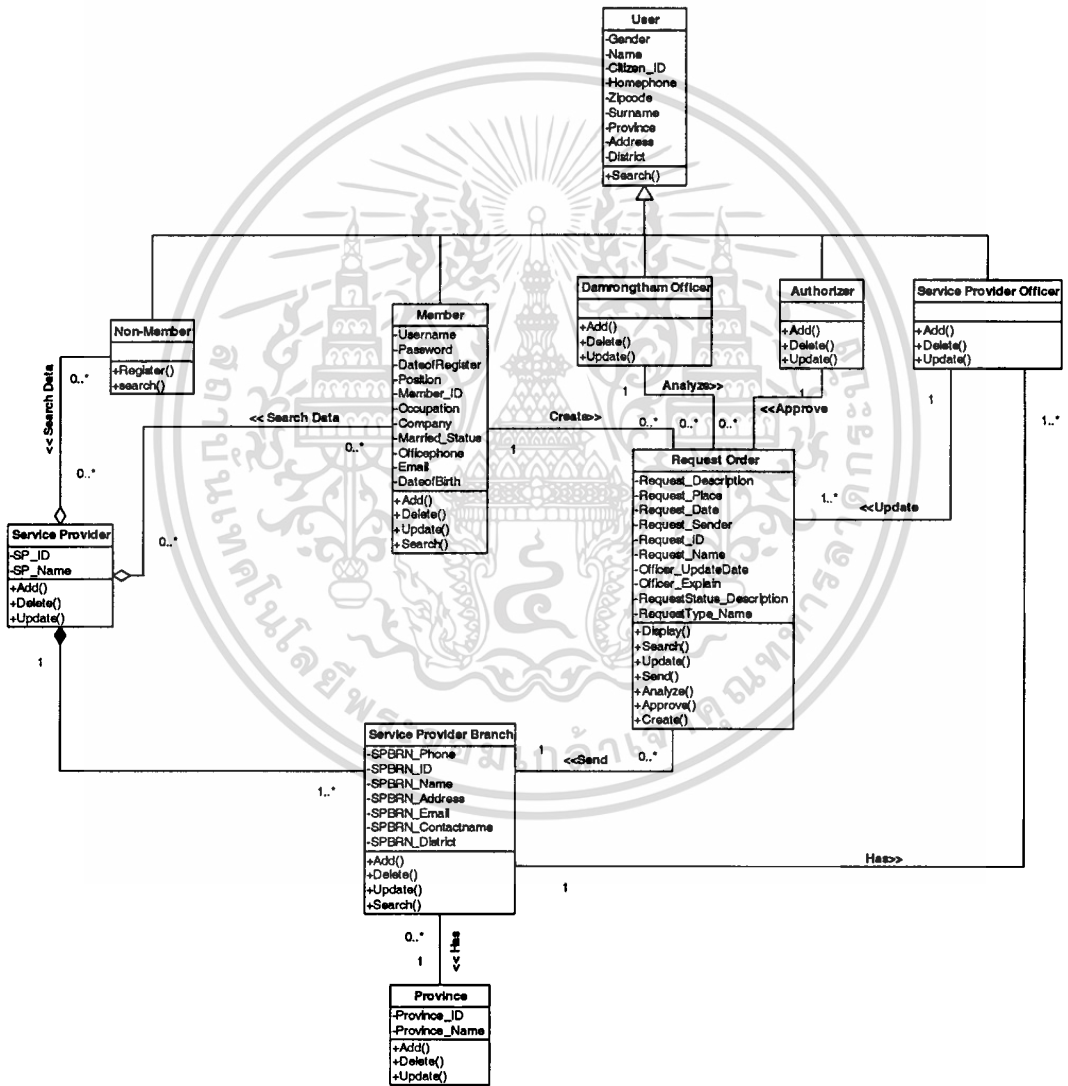 User
-Gender
-Name
-Citizen_ID
-Homephone
-Zipcode
-Surname
-Province
-Address
-District
+Search()
Non-Member
+Register()
+search()
Member
-Username
-Password
-DateofRegister
-Position
-Member_ID
-Occupation
-Company
-Married_Status
-Officephone
-Email
-DateofBirth
+Add()
+Delete()
+Update()
+Search()
Damrongtham Officer
+Add()
+Delete()
+Update()
Authorizer
+Add()
+Delete()
+Update()
Service Provider Officer
+Add()
+Delete()
+Update()
0..*
<< Search Data
0..*
<< Search Data
0..*
0..*
Create>>
1
0..*
1
Analyze>>
0..*
1
<<Approve
0..*
1
<<Update
1..*
1..*
Service Provider
-SP_ID
-SP_Name
+Add()
+Delete()
+Update()
Request Order
-Request_Description
-Request_Place
-Request_Date
-Request_Sender
-Request_ID
-Request_Name
-Officer_UpdateDate
-Officer_Explain
-RequestStatus_Description
-RequestType_Name
+Display()
+Search()
+Update()
+Send()
+Analyze()
+Approve()
+Create()
1
1..*
1
<<Send
0..*
Service Provider Branch
-SPBRN_Phone
-SPBRN_ID
-SPBRN_Name
-SPBRN_Address
-SPBRN_Email
-SPBRN_Contactname
-SPBRN_District
+Add()
+Delete()
+Update()
+Search()
Has>>
1
0..*
1
<< Has
Province
-Province_ID
-Province_Name
+Add()
+Delete()
+Update()